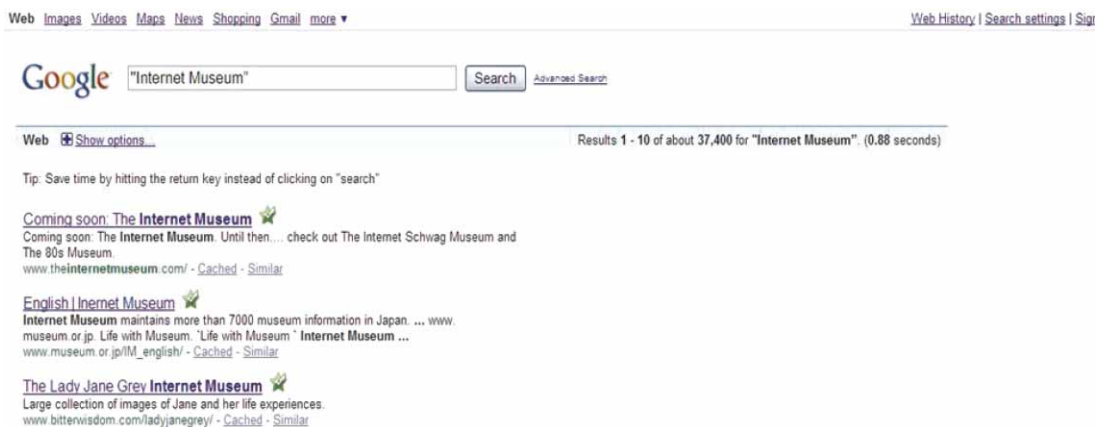 Web Images Videos Maps News Shopping Gmail more ▼
Web History | Search settings | Sign
Google "Internet Museum" Search Advanced Search
Web Show options...
Results 1 - 10 of about 37,400 for "Internet Museum". (0.88 seconds)
Tip: Save time by hitting the return key instead of clicking on "search"
Coming soon: The Internet Museum
Coming soon: The Internet Museum. Until then.... check out The Internet Schwag Museum and
The 80s Museum.
www.theinternetmuseum.com/ - Cached - Similar
English | Inernet Museum
Internet Museum maintains more than 7000 museum information in Japan. ... www.
museum.or.jp. Life with Museum. `Life with Museum ` Internet Museum ...
www.museum.or.jp/IM_english/ - Cached - Similar
The Lady Jane Grey Internet Museum
Large collection of images of Jane and her life experiences.
www.bitterwisdom.com/ladyjanegrey/ - Cached - Similar